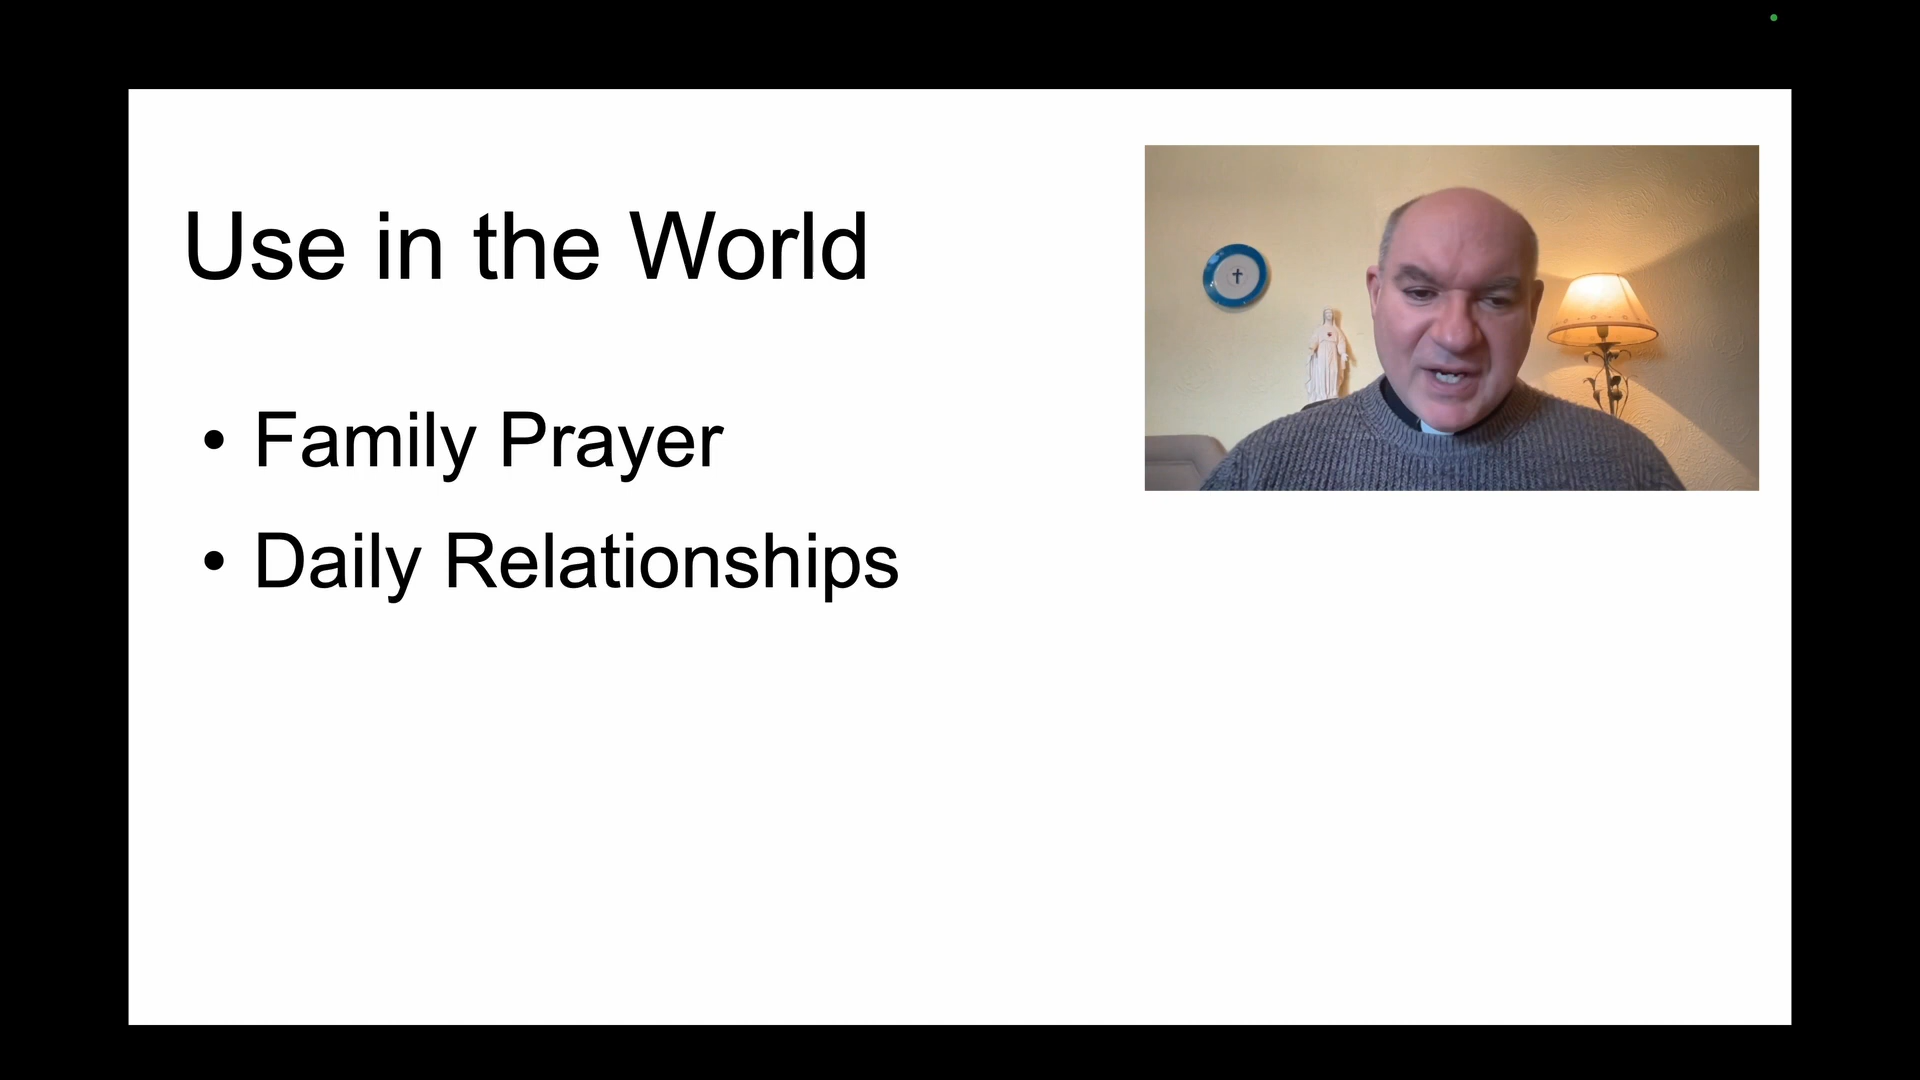 Use in the World
• Family Prayer
• Daily Relationships